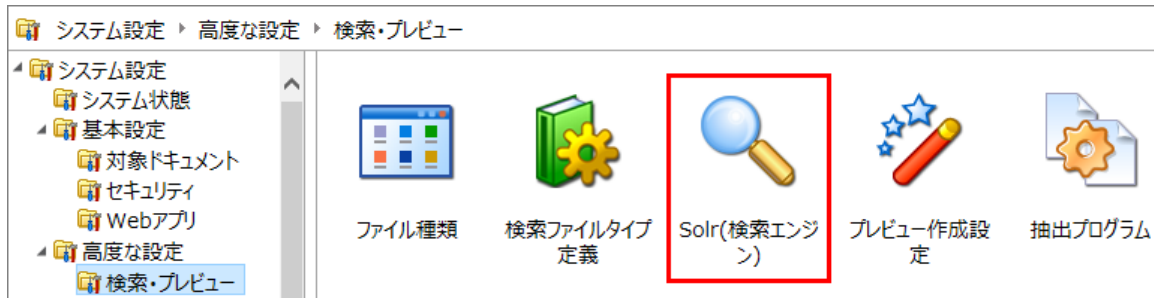 システム設定 ▸ 高度な設定 ▸ 検索・プレビュー
システム設定
システム状態
基本設定
対象ドキュメント
セキュリティ
Webアプリ
高度な設定
検索・プレビュー
ファイル種類
検索ファイルタイプ
定義
Solr(検索エンジ
ン)
プレビュー作成設
定
抽出プログラム